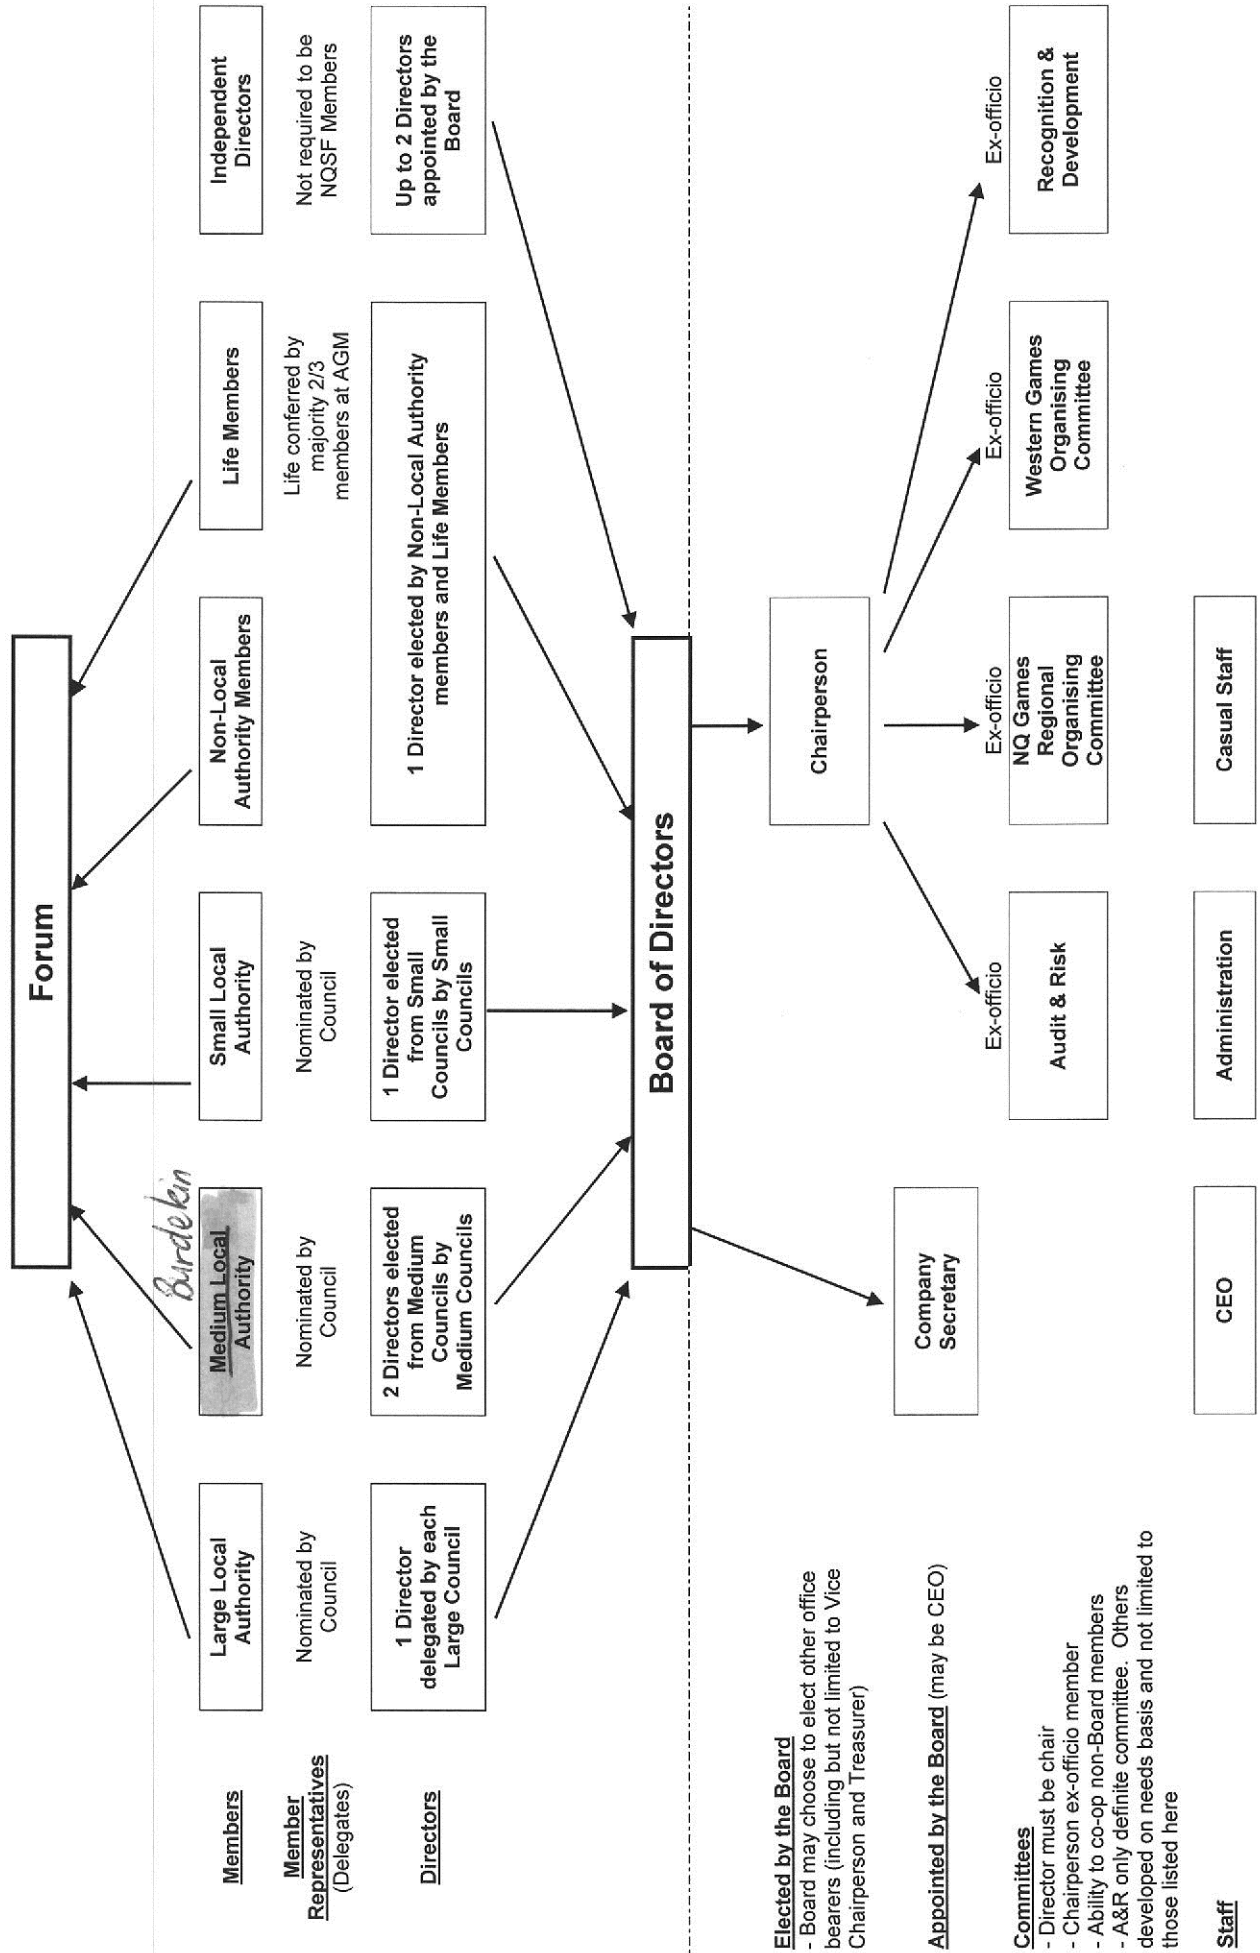 Forum
Burdekin
Members
Large Local
Authority
Medium Local
Authority
Small Local
Authority
Non-Local
Authority Members
Life Members
Independent
Directors
Member
Representatives
(Delegates)
Nominated by
Council
Nominated by
Council
Nominated by
Council
Life conferred by
majority 2/3
members at AGM
Not required to be
NQSF Members
Directors
1 Director
delegated by each
Large Council
2 Directors elected
from Medium
Councils by
Medium Councils
1 Director elected
from Small
Councils by Small
Councils
1 Director elected by Non-Local Authority
members and Life Members
Up to 2 Directors
appointed by the
Board
Board of Directors
Elected by the Board
- Board may choose to elect other office
bearers (including but not limited to Vice
Chairperson and Treasurer)
Chairperson
Appointed by the Board (may be CEO)
Company
Secretary
Committees
- Director must be chair
- Chairperson ex-officio member
- Ability to co-op non-Board members
- A&R only definite committee. Others
developed on needs basis and not limited to
those listed here
Ex-officio
Audit & Risk
Ex-officio
NQ Games
Regional
Organising
Committee
Ex-officio
Western Games
Organising
Committee
Ex-officio
Recognition &
Development
Staff
CEO
Administration
Casual Staff